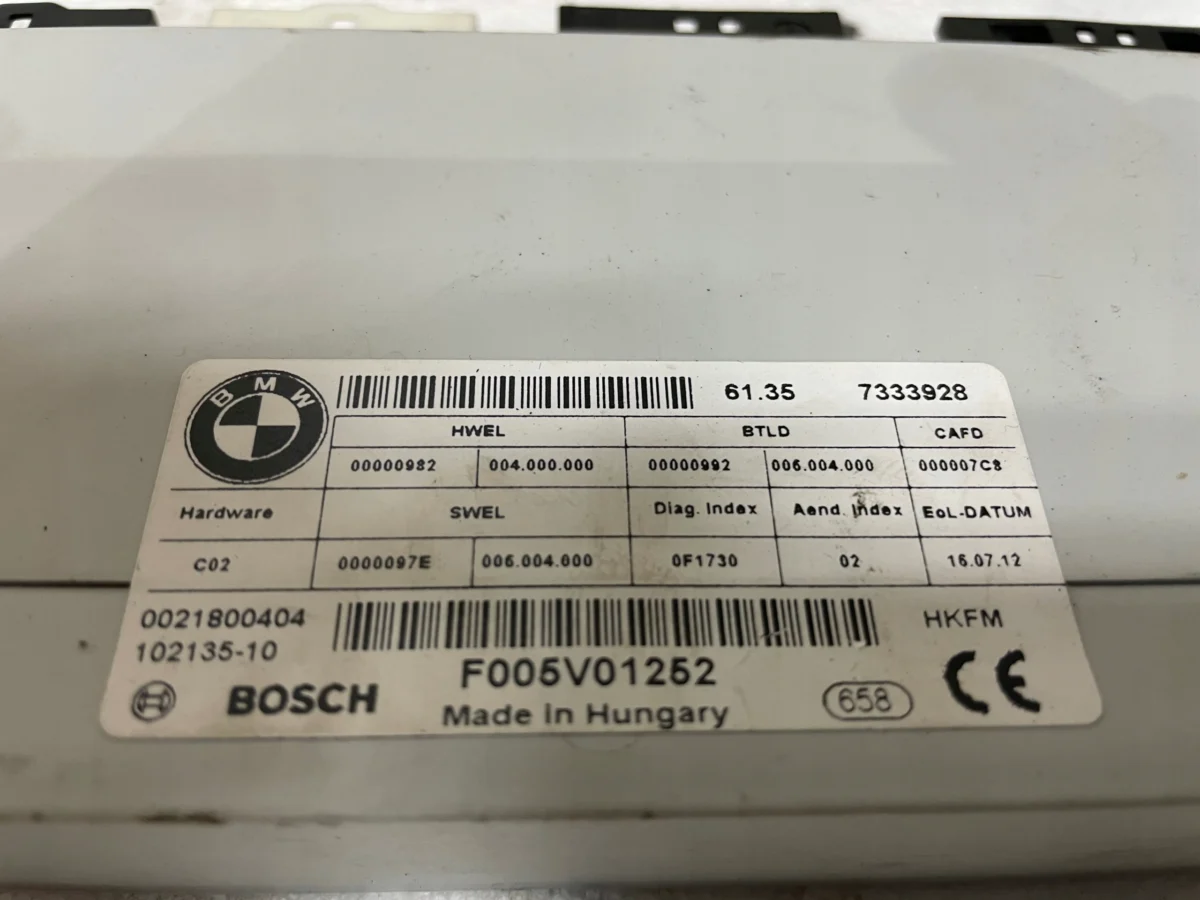 BMW
61.35 7333928
HWEL BTLD CAFD
00000982 004.000.000 00000992 006.004.000 000007C8
Hardware SWEL Diag. Index Aend. Index EoL-DATUM
C02 0000097E 006.004.000 0F1730 02 16.07.12
0021800404 HKFM
102135-10
F005V01252
BOSCH Made in Hungary 658 CE